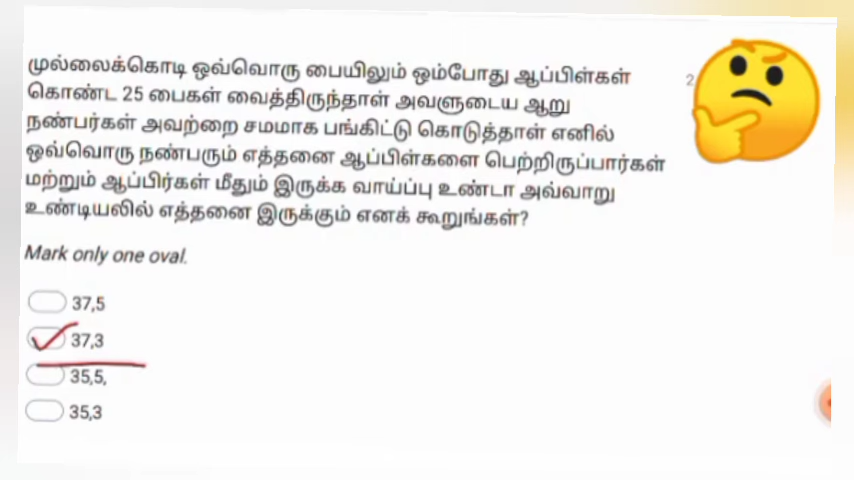 முல்லைக்கொடி ஒவ்வொரு பையிலும் ஒம்போது ஆப்பிள்கள்
கொண்ட 25 பைகள் வைத்திருந்தாள் அவளுடைய ஆறு
நண்பர்கள் அவற்றை சமமாக பங்கிட்டு கொடுத்தாள் எனில்
ஒவ்வொரு நண்பரும் எத்தனை ஆப்பிள்களை பெற்றிருப்பார்கள்
மற்றும் ஆப்பிர்கள் மீதும் இருக்க வாய்ப்பு உண்டா அவ்வாறு
உண்டியலில் எத்தனை இருக்கும் எனக் கூறுங்கள்?
2
Mark only one oval.
37,5
37,3
35,5,
35,3